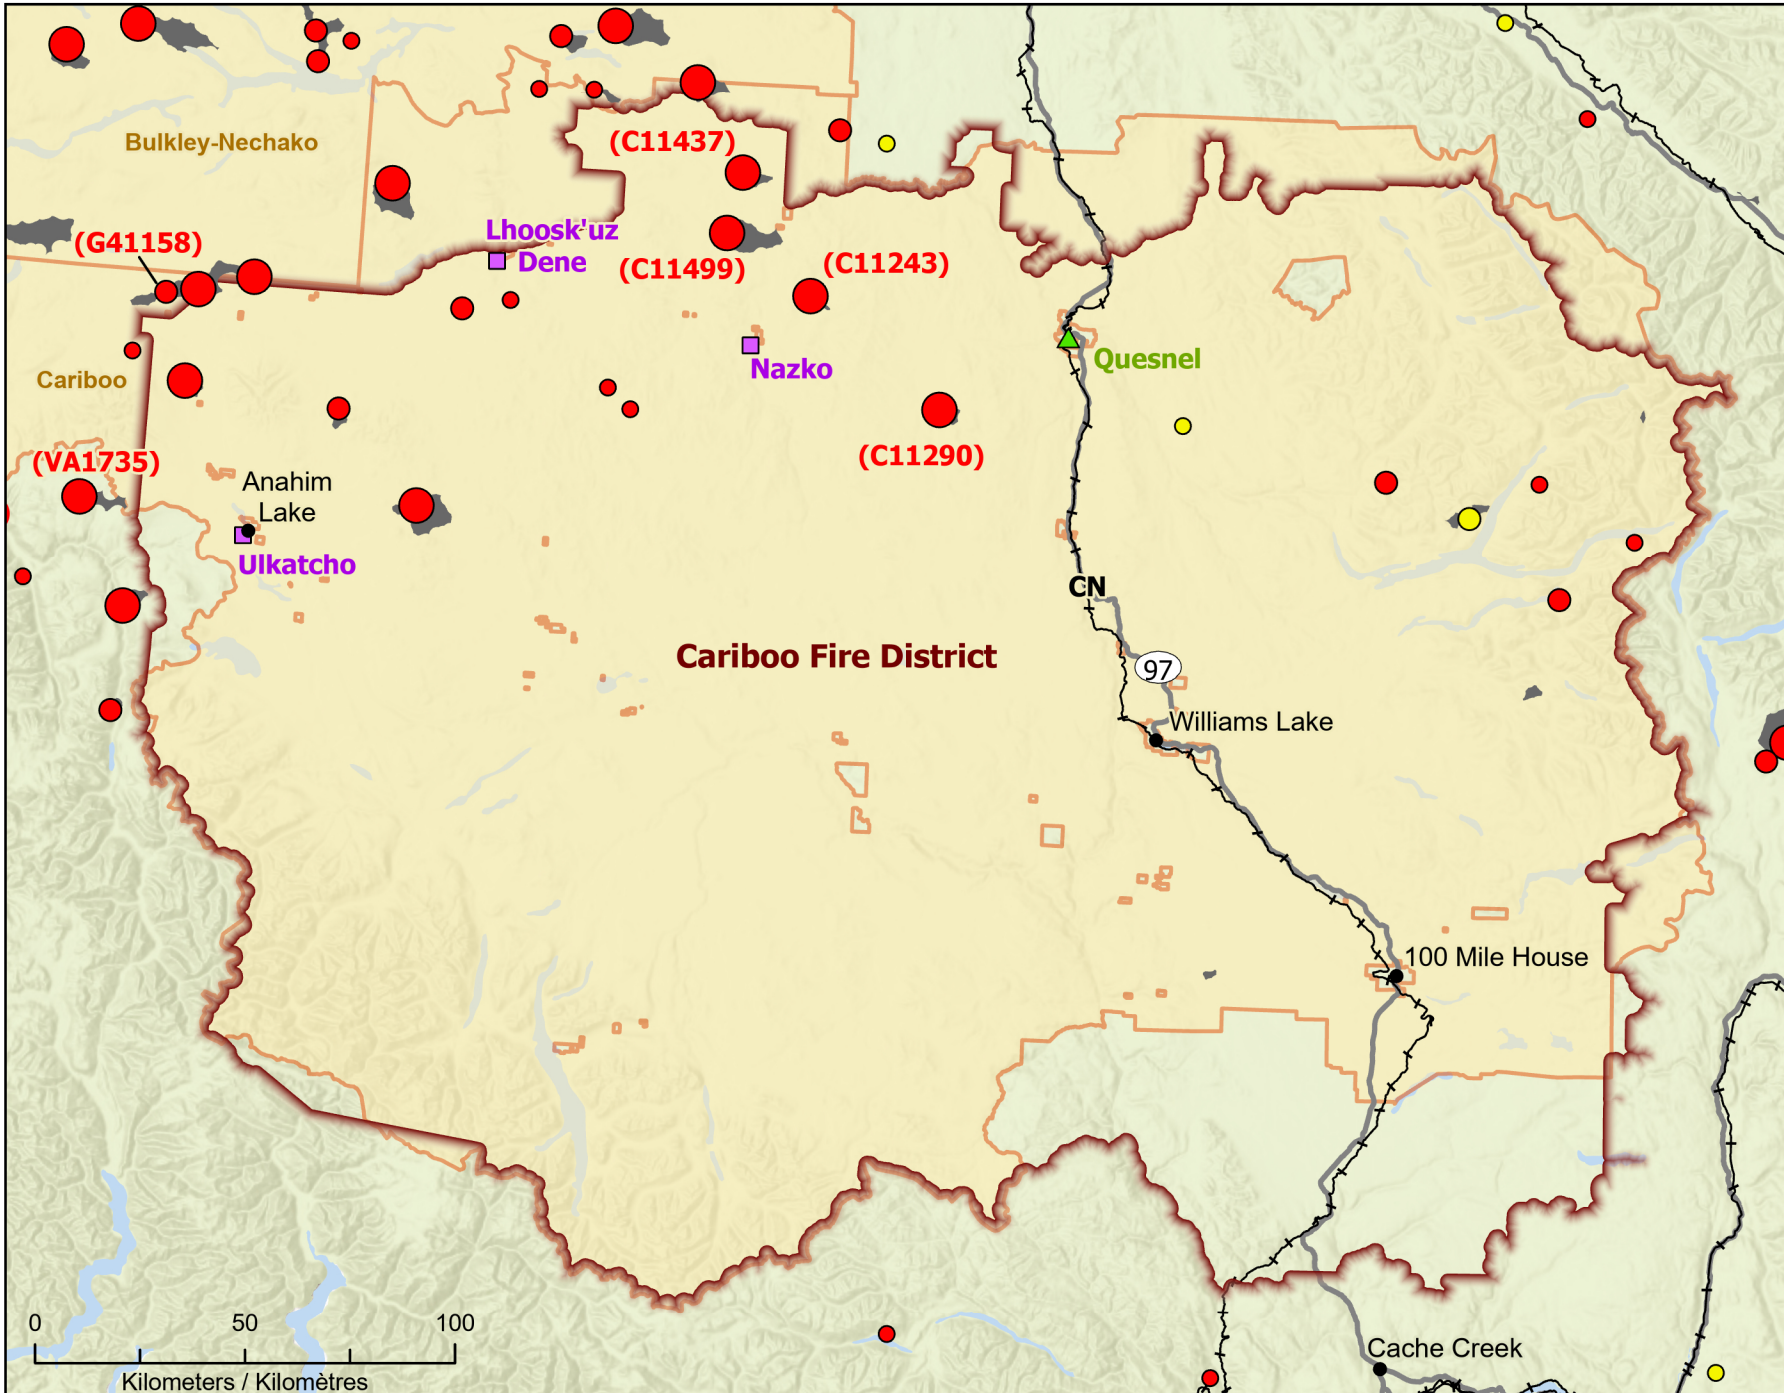 (C11437)
Bulkley-Nechako
Lhoosk'uz
Dene
(G41158)
(C11499)
(C11243)
Quesnel
Nazko
Cariboo
(C11290)
(VA1735)
Anahim
Lake
Ulkatcho
CN
Cariboo Fire District
97
Williams Lake
100 Mile House
0 50 100
Kilometers / Kilomètres
Cache Creek